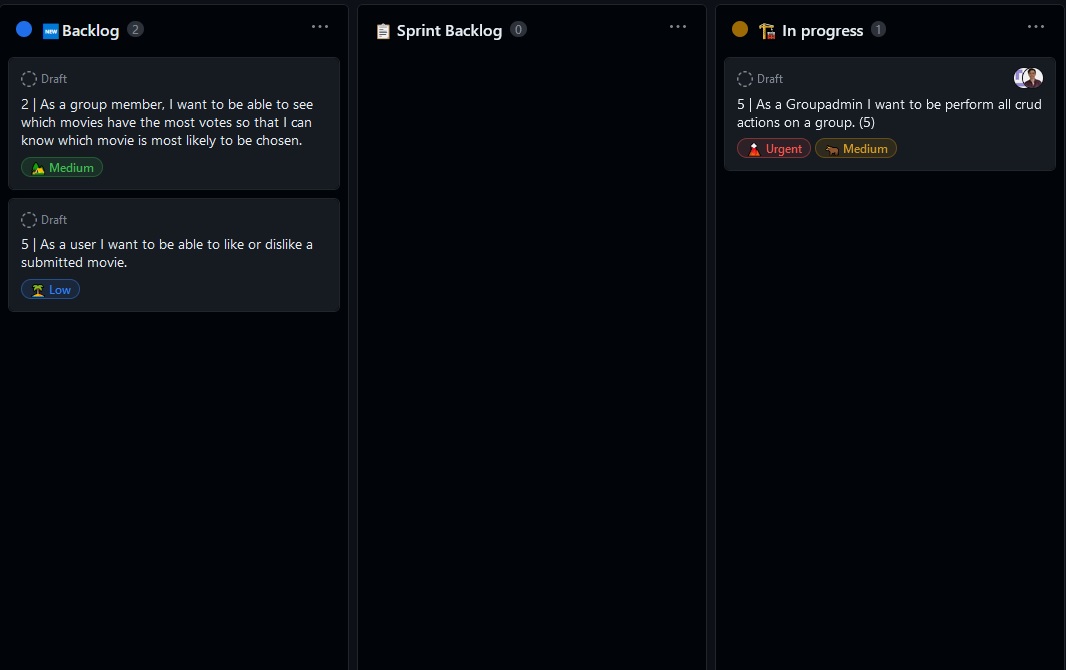 Backlog 2
Draft
2 | As a group member, I want to be able to see
which movies have the most votes so that I can
know which movie is most likely to be chosen.
Medium
Draft
5 | As a user I want to be able to like or dislike a
submitted movie.
Low
Sprint Backlog 0
In progress 1
Draft
5 | As a Groupadmin I want to be perform all crud
actions on a group. (5)
Urgent Medium